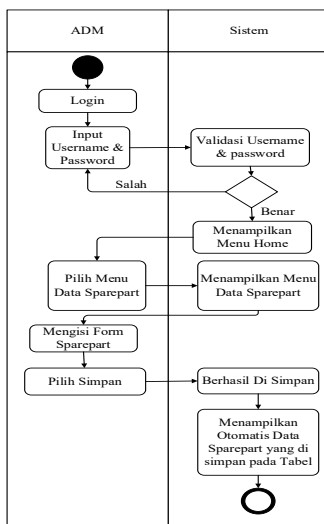 ADM
Sistem
Login
Input
Username &
Password
Validasi Username
& password
Salah
Benar
Menampilkan
Menu Home
Pilih Menu
Data Sparepart
Menampilkan Menu
Data Sparepart
Mengisi Form
Sparepart
Pilih Simpan
Berhasil Di Simpan
Menampilkan
Otomatis Data
Sparepart yang di
simpan pada Tabel